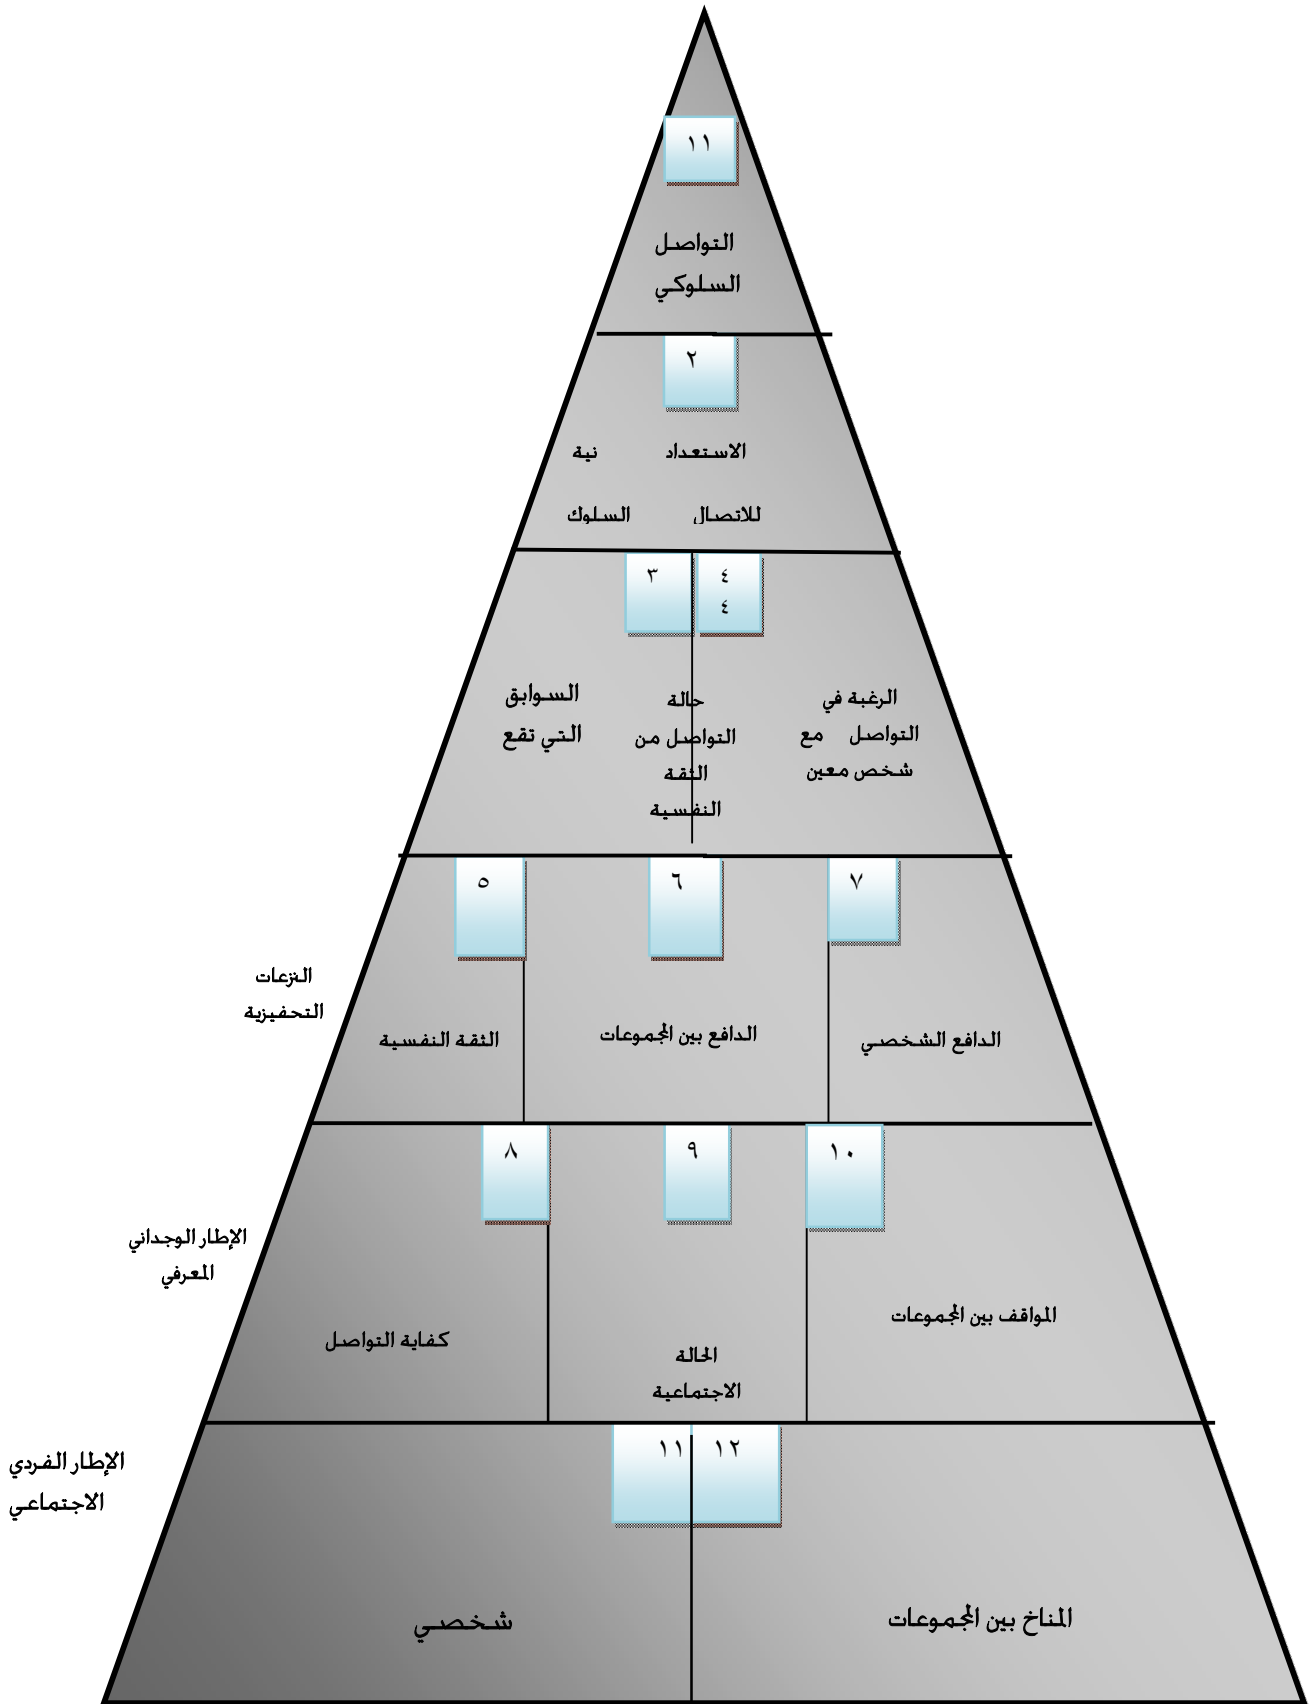 ١١
التواصل
السلوكي
٢
الاستعداد نية
للاتصال السلوك
٤ ٣
٤
الرغبة في
التواصل مع
شخص معين
حالة
التواصل من
الثقة
النفسية
السوابق
التي تقع
٧ ٦ ٥
النزعات
التحفيزية
الدافع الشخصي
الدافع بين المجموعات
الثقة النفسية
١٠ ٩ ٨
الإطار الوجداني
المعرفي
المواقف بين المجموعات
الحالة
الاجتماعية
كفاية التواصل
١٢ ١١
الإطار الفردي
الاجتماعي
المناخ بين المجموعات
شخصي